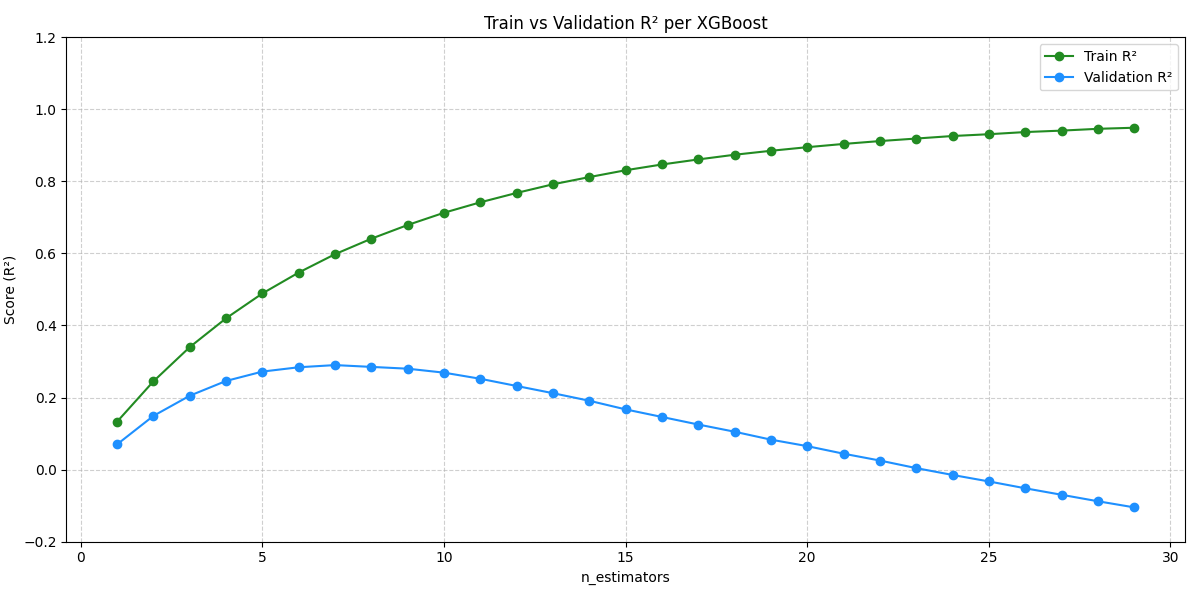 Train vs Validation R² per XGBoost
Train R²
Validation R²
Score (R²)
1.2
1.0
0.8
0.6
0.4
0.2
0.0
−0.2
0 5 10 15 20 25 30
n_estimators